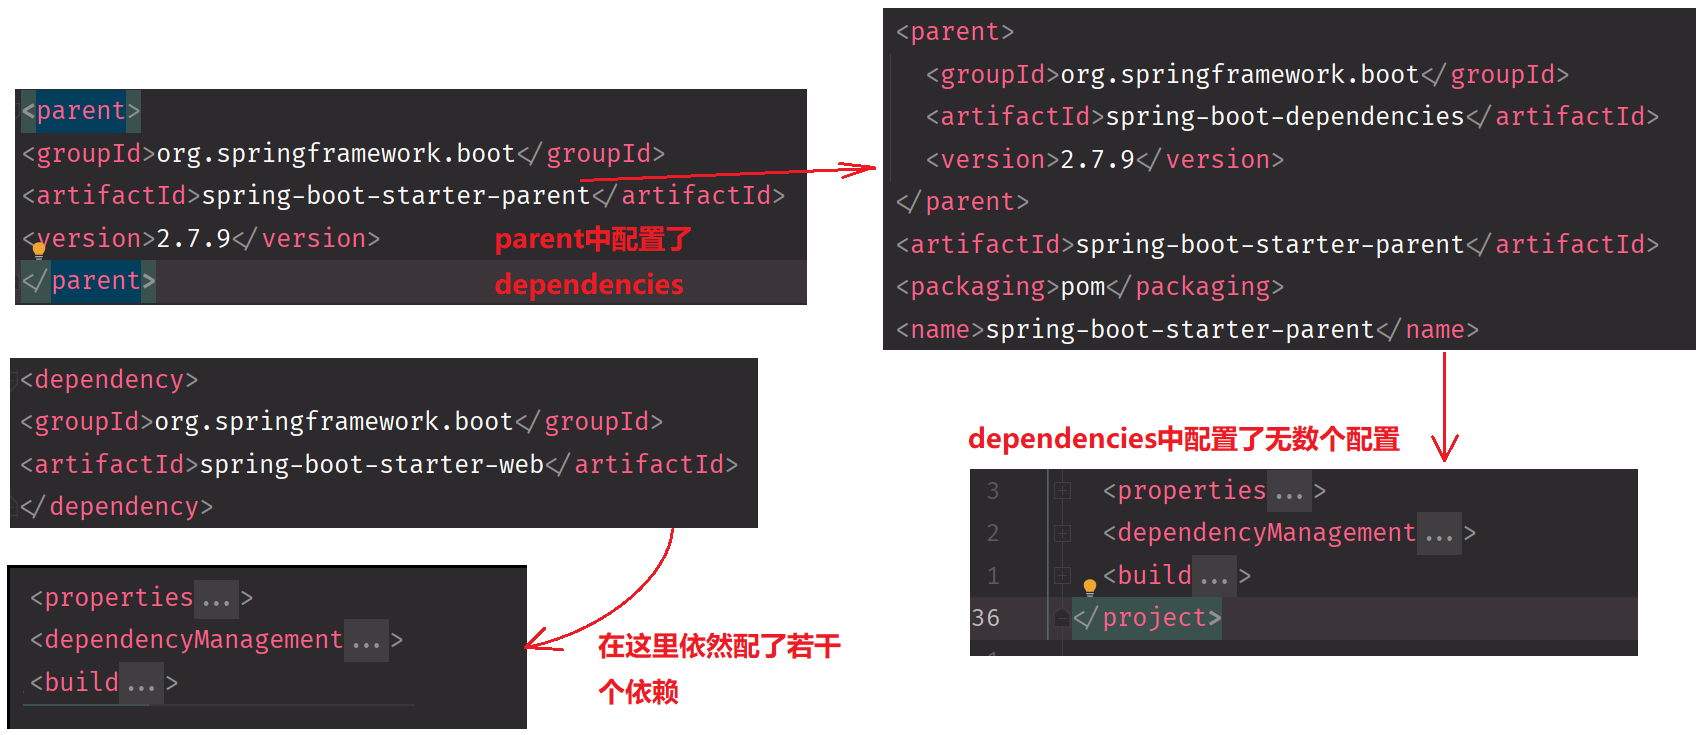 <parent>
<groupId>org.springframework.boot</groupId>
<artifactId>spring-boot-starter-parent</artifactId>
<version>2.7.9</version>
</parent>
parent中配置了
dependencies
<parent>
<groupId>org.springframework.boot</groupId>
<artifactId>spring-boot-dependencies</artifactId>
<version>2.7.9</version>
</parent>
<artifactId>spring-boot-starter-parent</artifactId>
<packaging>pom</packaging>
<name>spring-boot-starter-parent</name>
<dependency>
<groupId>org.springframework.boot</groupId>
<artifactId>spring-boot-starter-web</artifactId>
</dependency>
dependencies中配置了无数个配置
3 <properties...>
2 <dependencyManagement...>
1 <build...>
36 </project>
<properties...>
<dependencyManagement...>
<build...>
在这里依然配了若干
个依赖